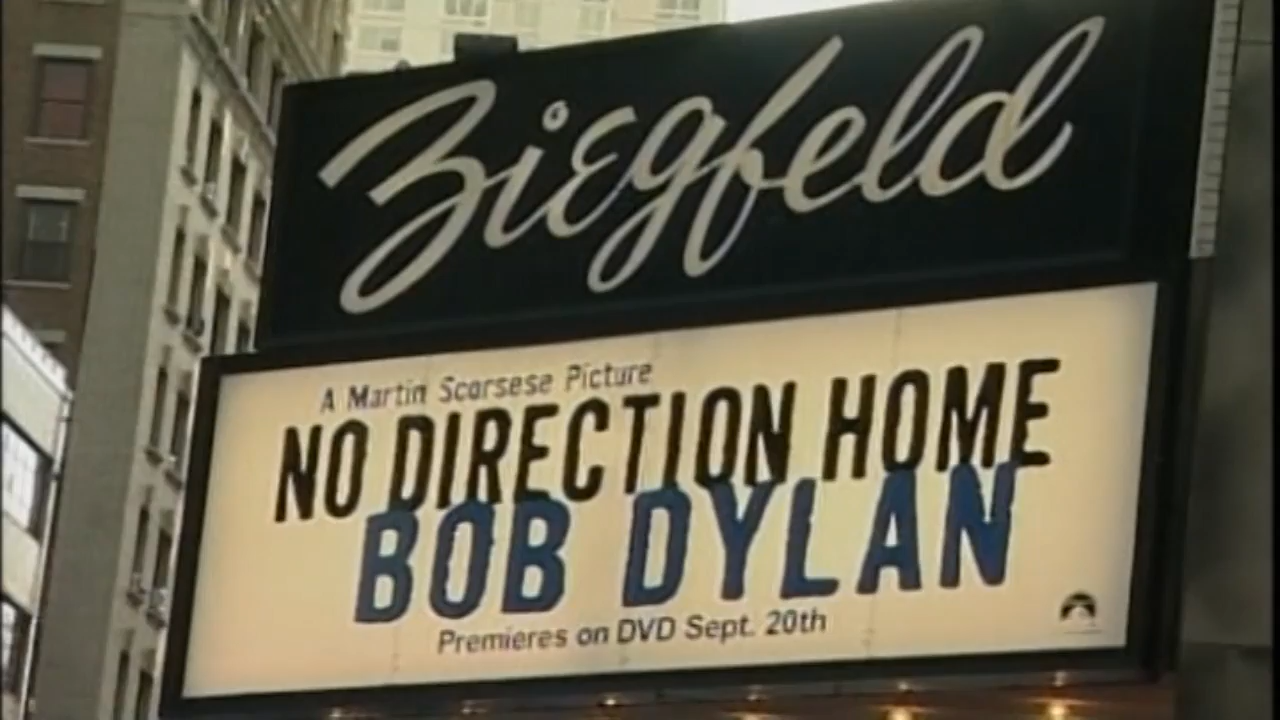 Ziegfeld
A Martin Scorsese Picture
NO DIRECTION HOME
BOB DYLAN
Premieres on DVD Sept. 20th